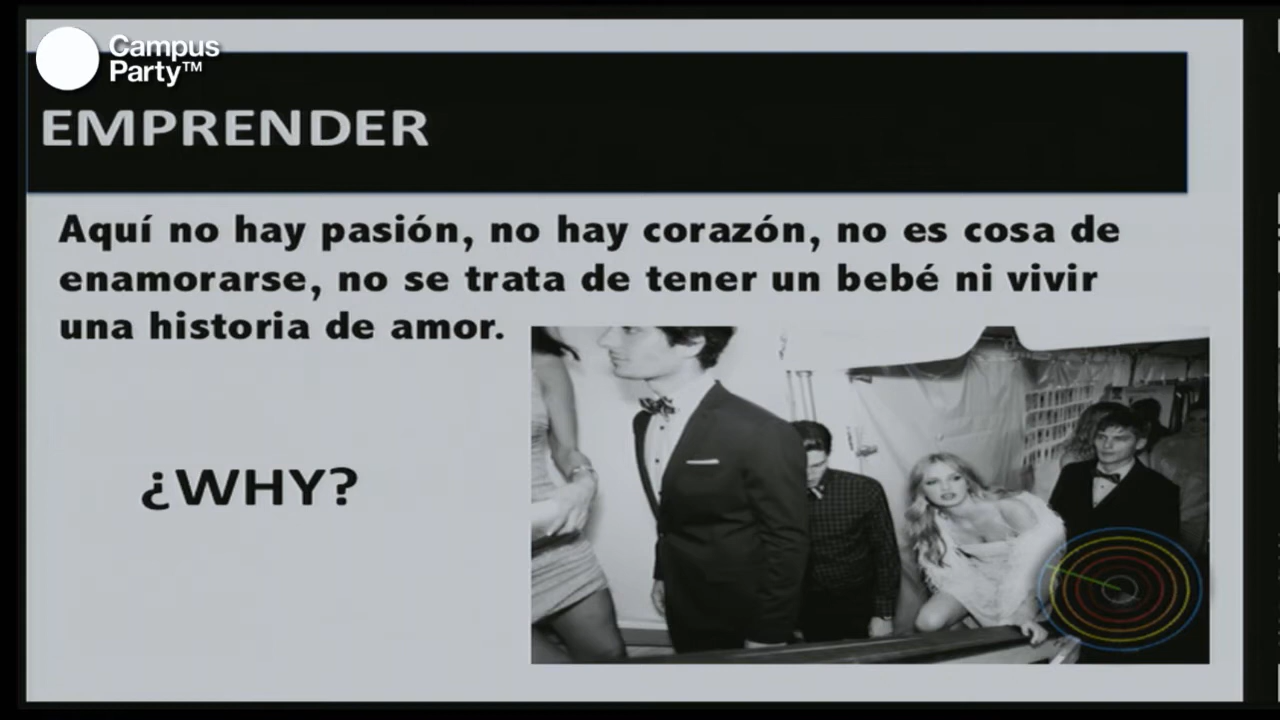 Campus
Party™
EMPRENDER
Aquí no hay pasión, no hay corazón, no es cosa de
enamorarse, no se trata de tener un bebé ni vivir
una historia de amor.
¿WHY?